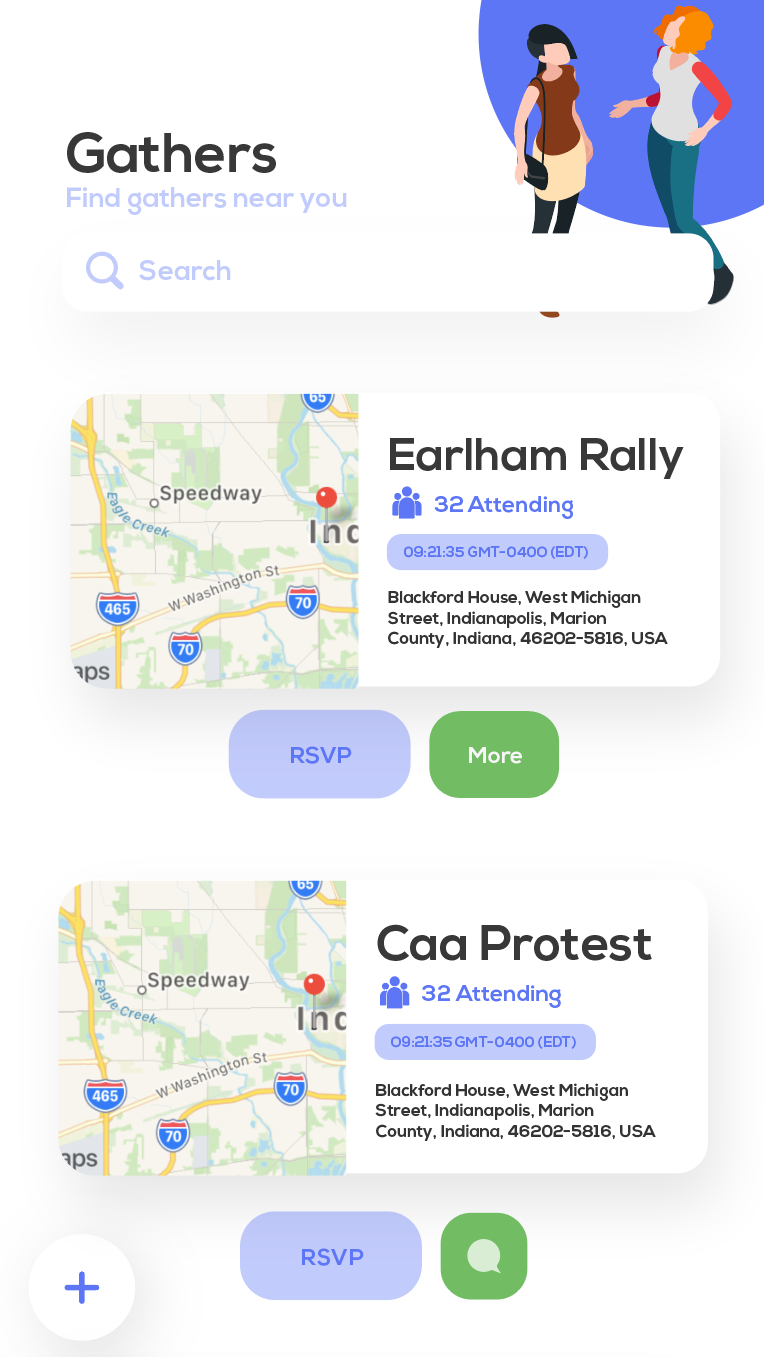 Gathers
Find gathers near you
Search
65
Speedway
Eagle Creek
Ind
W Washington St
465
70
70
aps
Earlham Rally
32 Attending
09:21:35 GMT-0400 (EDT)
Blackford House, West Michigan
Street, Indianapolis, Marion
County, Indiana, 46202-5816, USA
RSVP
More
65
Speedway
Eagle Creek
Ind
W Washington St
465
70
70
aps
Caa Protest
32 Attending
09:21:35 GMT-0400 (EDT)
Blackford House, West Michigan
Street, Indianapolis, Marion
County, Indiana, 46202-5816, USA
RSVP